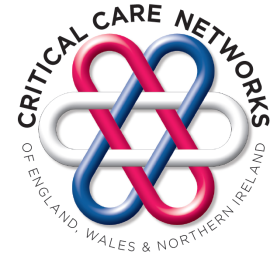 CRITICAL CARE NETWORKS
OF ENGLAND, WALES & NORTHERN IRELAND